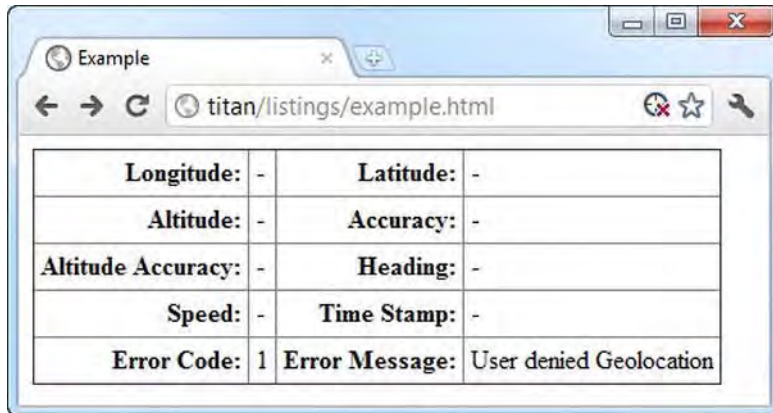 Example
titan/listings/example.html
Longitude: - Latitude: -
Altitude: - Accuracy: -
Altitude Accuracy: - Heading: -
Speed: - Time Stamp: -
Error Code: 1 Error Message: User denied Geolocation